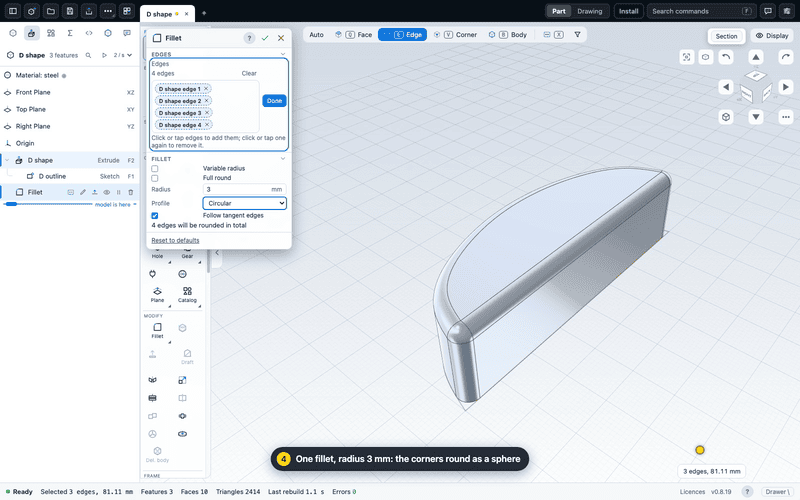 D shape
Part
Drawing
Install
Search commands
F
D shape 3 features
2 / s
Material: steel
Front Plane XZ
Top Plane XY
Right Plane YZ
Origin
D shape Extrude F2
D outline Sketch F1
Fillet
model is here
Fillet
?
EDGES
Edges
4 edges Clear
D shape edge 1 ×
D shape edge 2 ×
D shape edge 3 ×
D shape edge 4 ×
Done
Click or tap edges to add them; click or tap one
again to remove it.
FILLET
Variable radius
Full round
Radius 3 mm
Profile Circular
Follow tangent edges
4 edges will be rounded in total
Reset to defaults
Auto
G Face
E Edge
V Corner
B Body
X
Section
Display
Hole
Gear
Plane
Catalog
MODIFY
Fillet
Draft
Get. body
FRAME
4 One fillet, radius 3 mm: the corners round as a sphere
3 edges, 81.11 mm
Ready Selected 3 edges, 81.11 mm Features 3 Faces 10 Triangles 2414 Last rebuild 1.1 s Errors 0
Licences v0.8.19 ? Drawer